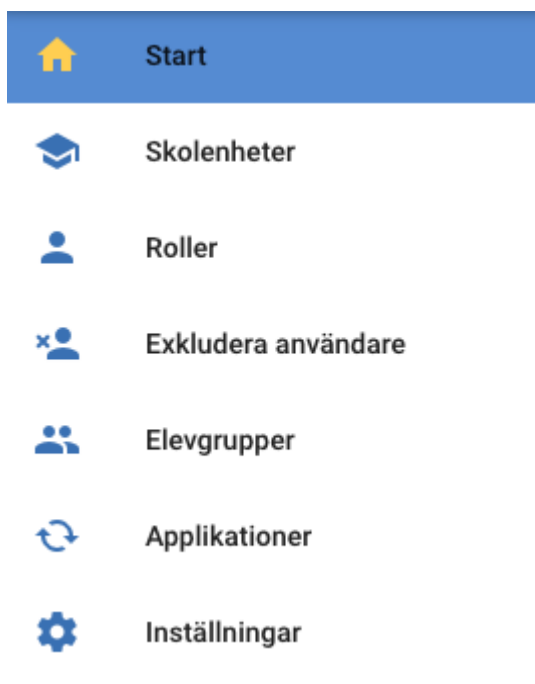 Start
Skolenheter
Roller
Exkludera användare
Elevgrupper
Applikationer
Inställningar